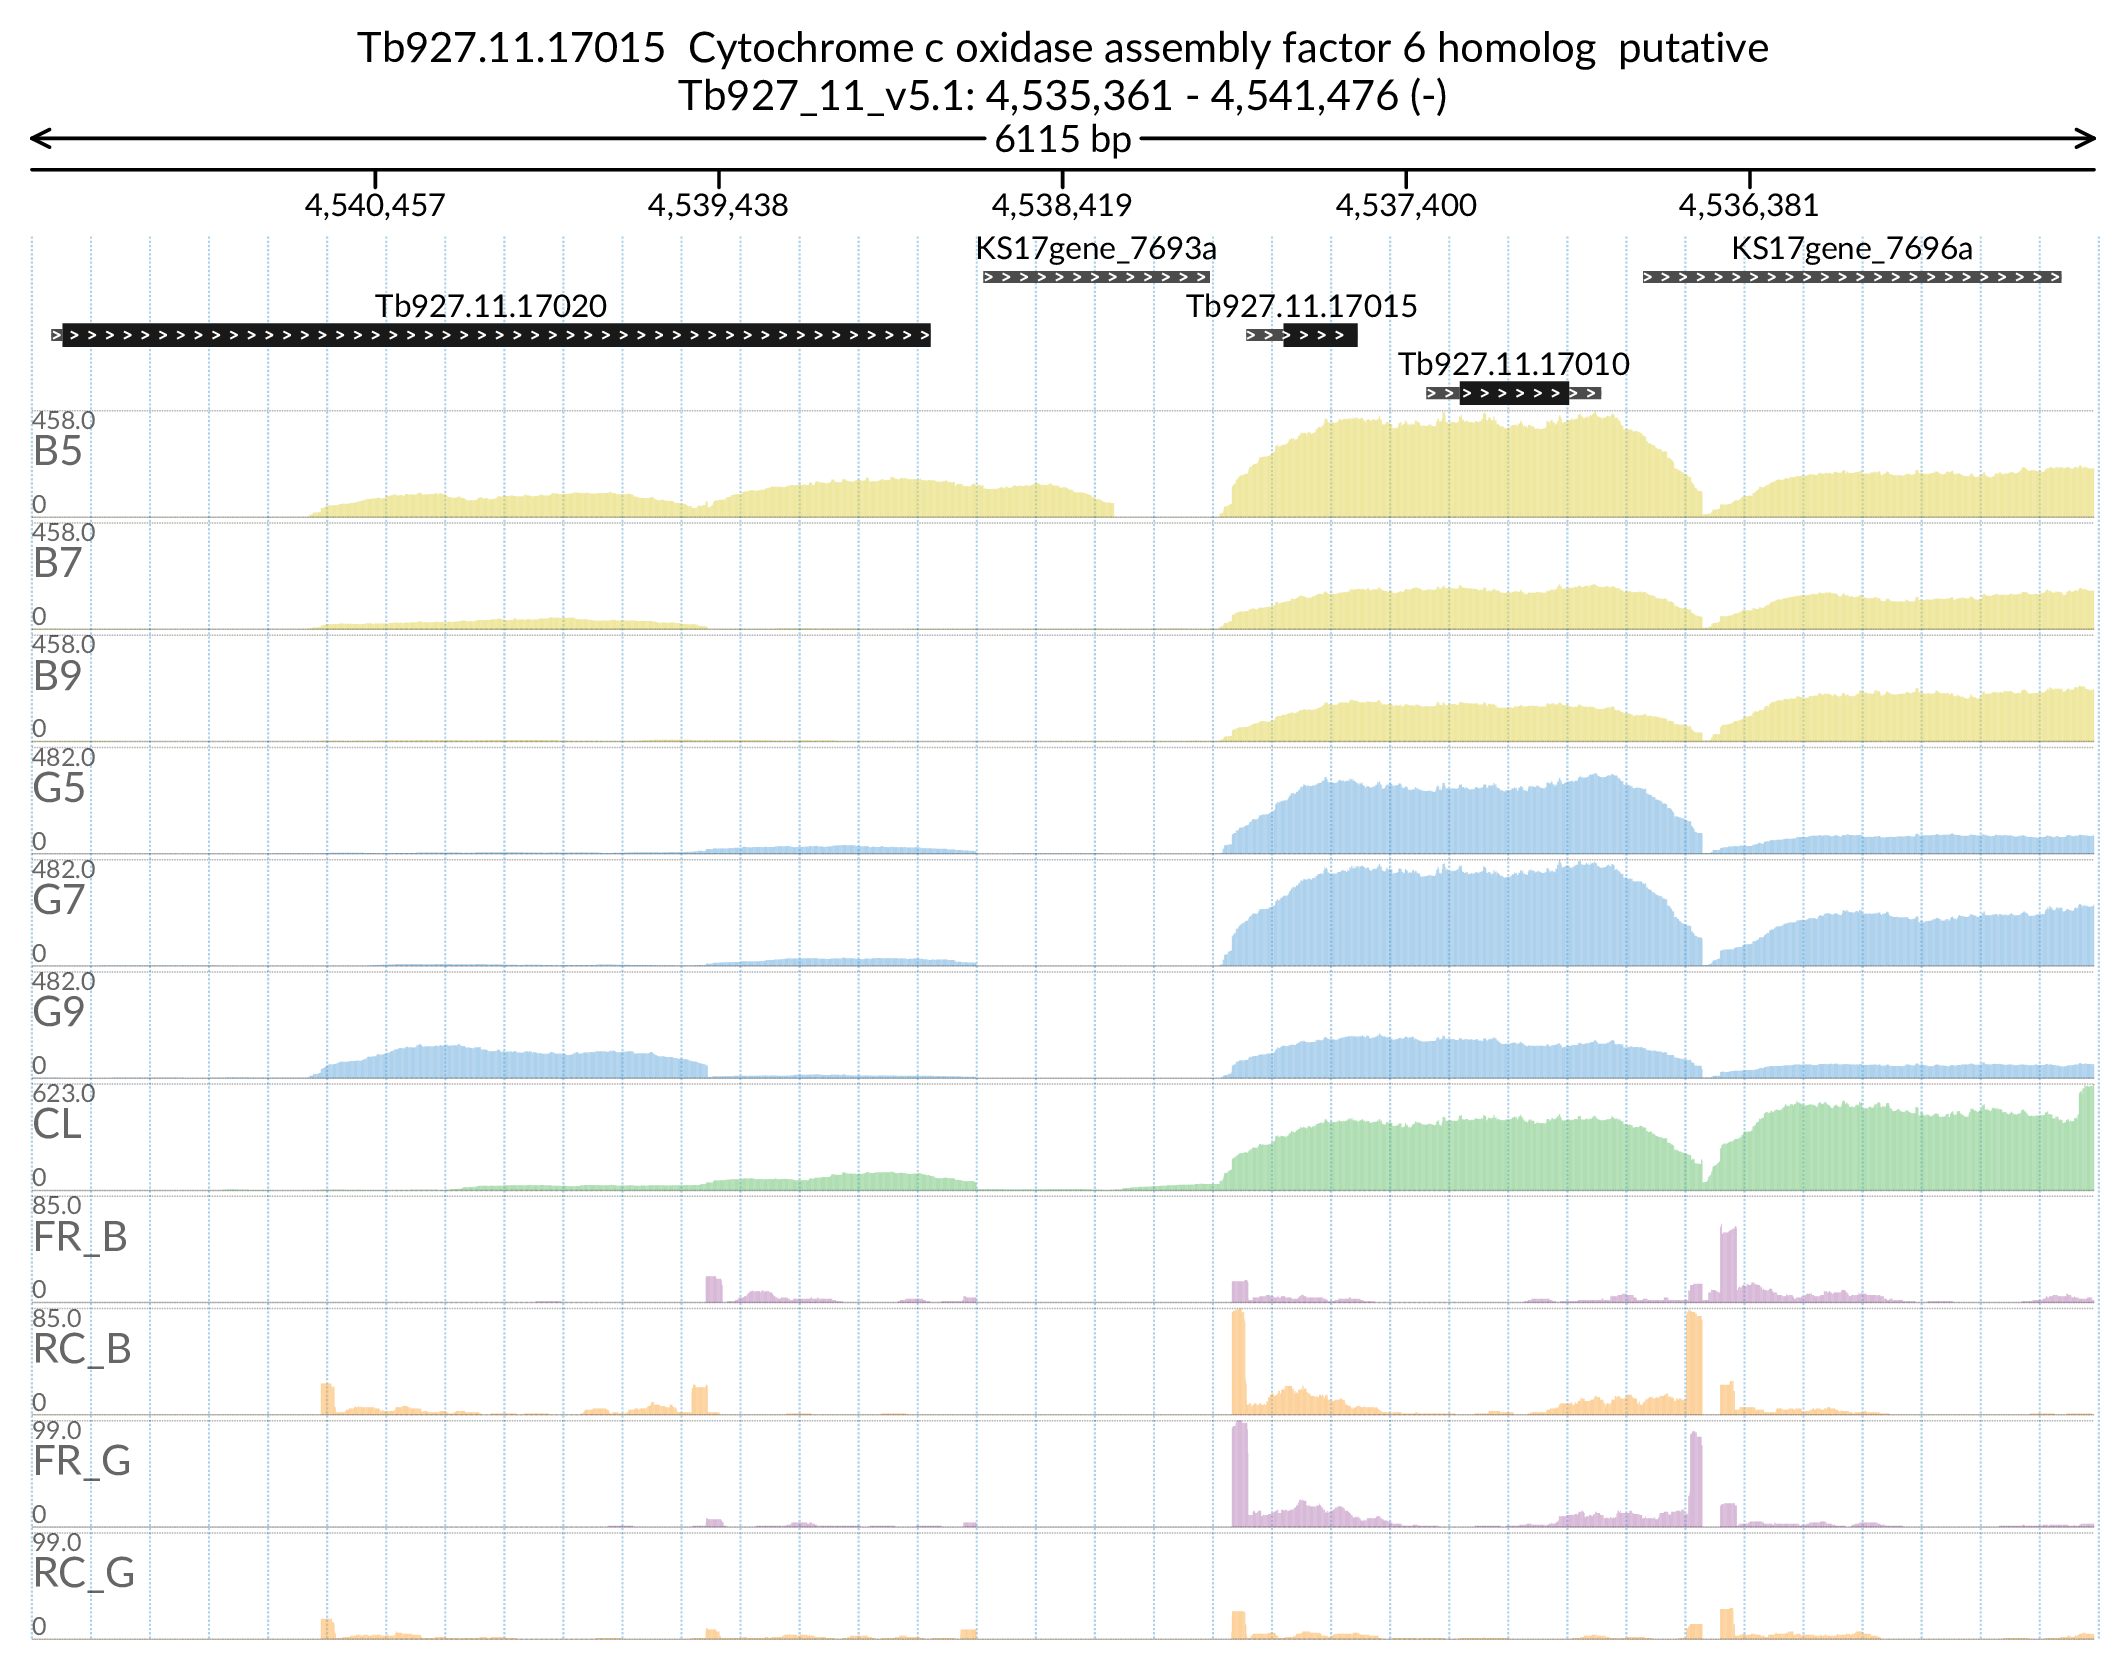 Tb927.11.17015  Cytochrome c oxidase assembly factor 6 homolog  putative
Tb927_11_v5.1: 4,535,361 - 4,541,476 (-)
6115 bp
4,540,457 4,539,438 4,538,419 4,537,400 4,536,381
KS17gene_7693a KS17gene_7696a
Tb927.11.17020 Tb927.11.17015
Tb927.11.17010
458.0
B5
0
458.0
B7
0
458.0
B9
0
482.0
G5
0
482.0
G7
0
482.0
G9
0
623.0
CL
0
85.0
FR_B
0
85.0
RC_B
0
99.0
FR_G
0
99.0
RC_G
0